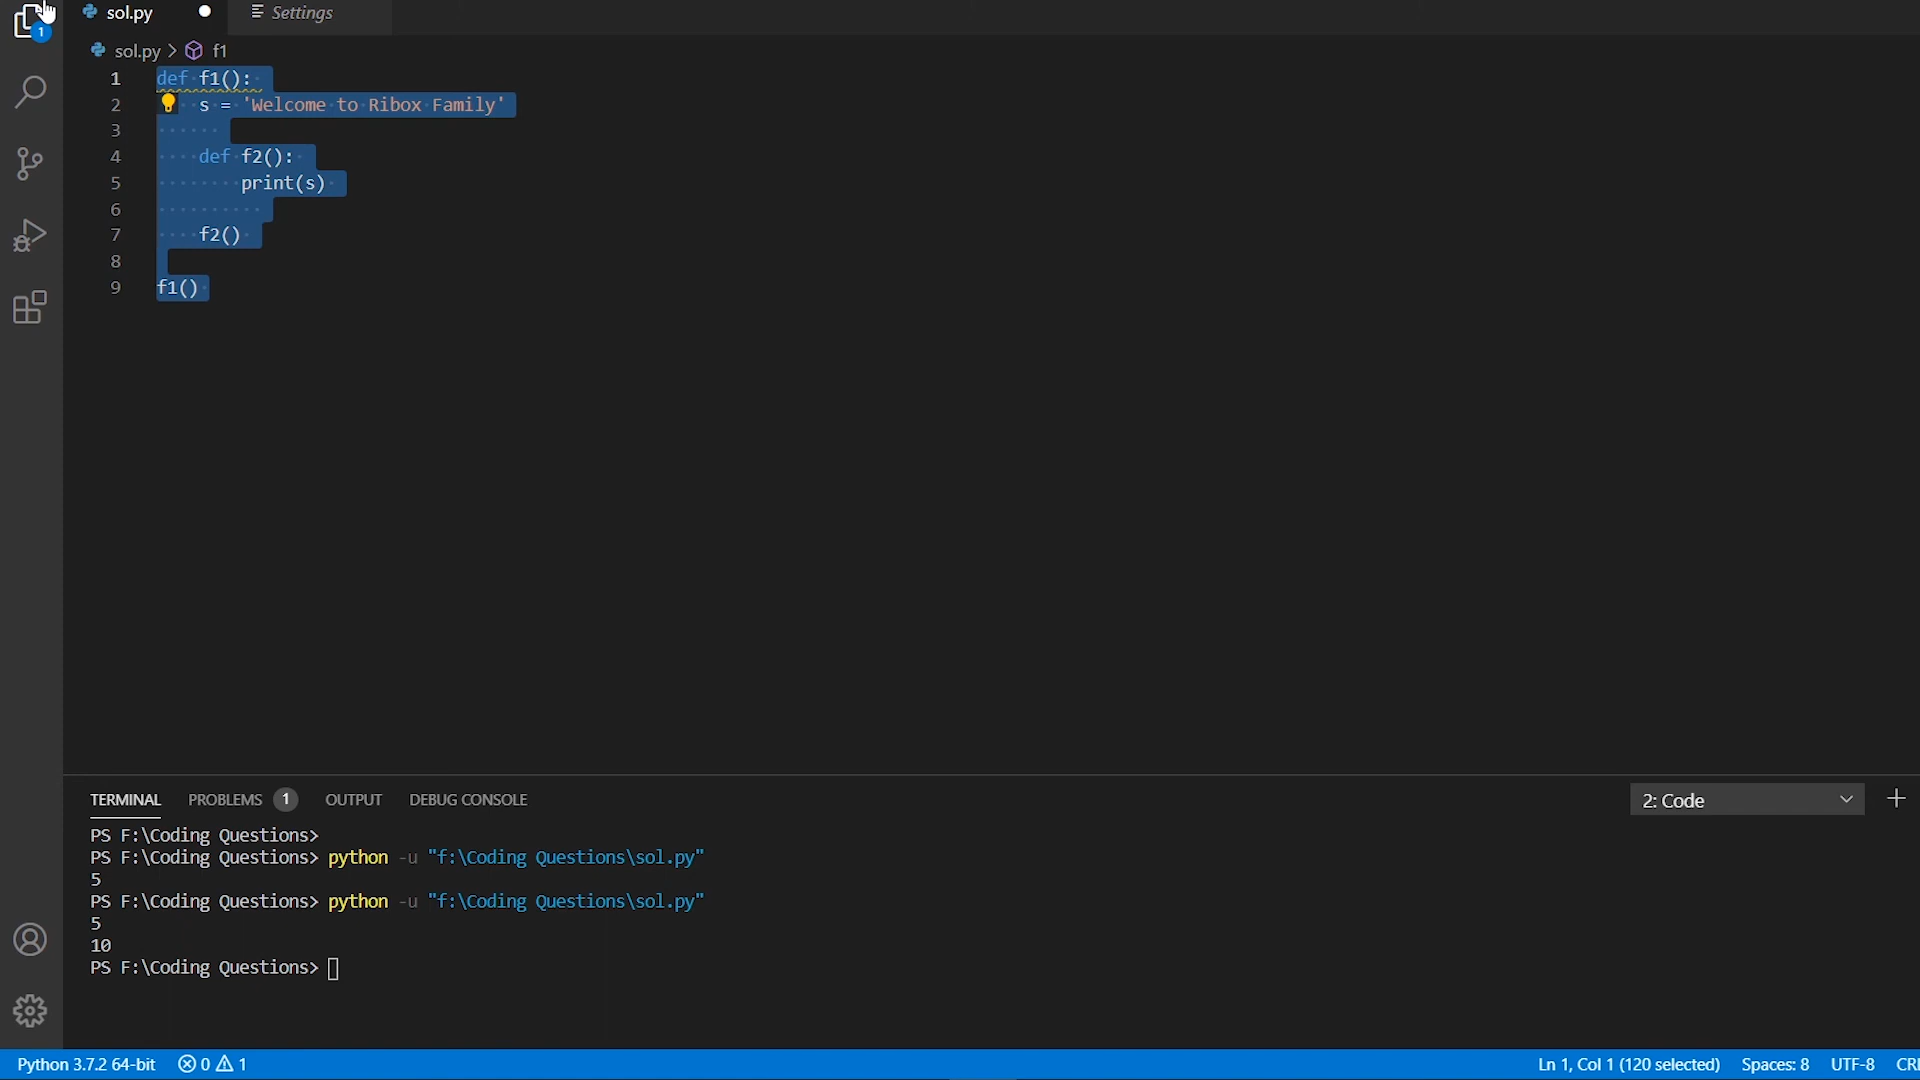 sol.py
Settings
sol.py > f1
1 def f1():
2 s = 'Welcome to Ribox Family'
3
4 def f2():
5 print(s)
6
7 f2()
8
9 f1()
1
TERMINAL PROBLEMS 1 OUTPUT DEBUG CONSOLE 2: Code
PS F:\Coding Questions>
PS F:\Coding Questions> python -u "f:\Coding Questions\sol.py"
5
PS F:\Coding Questions> python -u "f:\Coding Questions\sol.py"
5
10
PS F:\Coding Questions>
Python 3.7.2 64-bit 0 1 Ln 1, Col 1 (120 selected) Spaces: 8 UTF-8